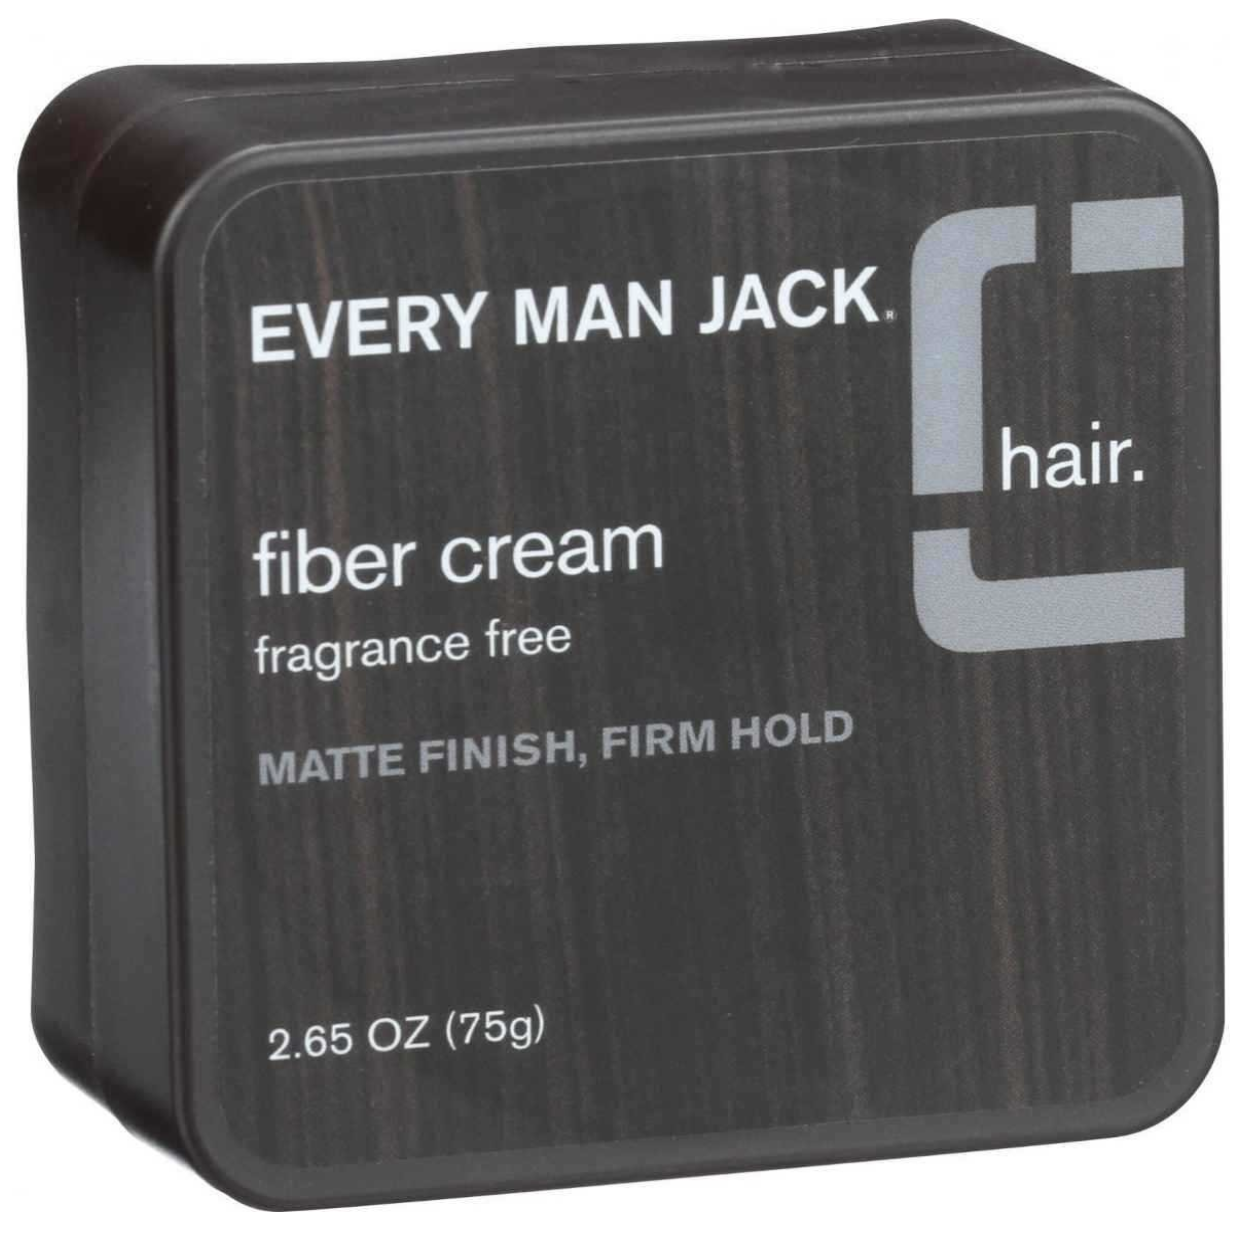 EVERY MAN JACK®
hair.
fiber cream
fragrance free
MATTE FINISH, FIRM HOLD
2.65 OZ (75g)